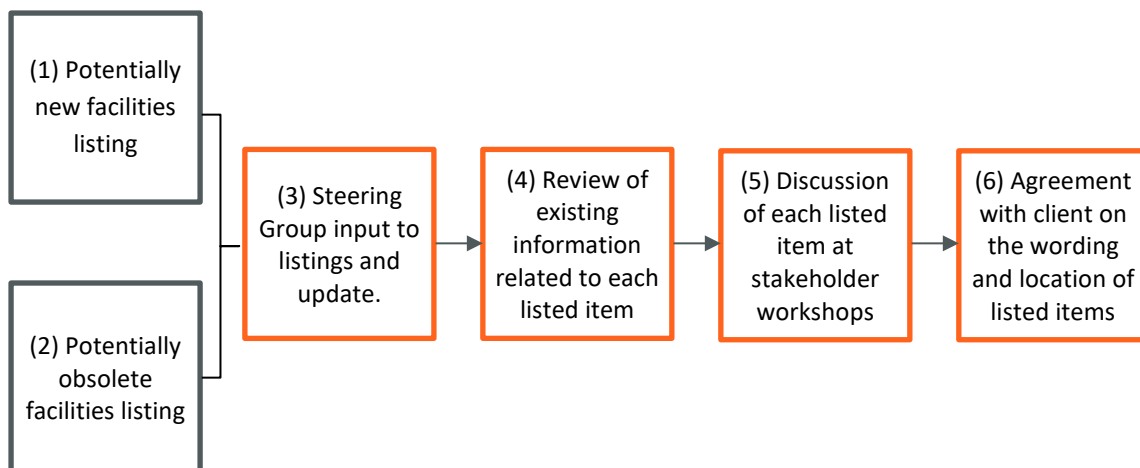 (1) Potentially
new facilities
listing
(2) Potentially
obsolete
facilities listing
(3) Steering
Group input to
listings and
update.
(4) Review of
existing
information
related to each
listed item
(5) Discussion
of each listed
item at
stakeholder
workshops
(6) Agreement
with client on
the wording
and location of
listed items